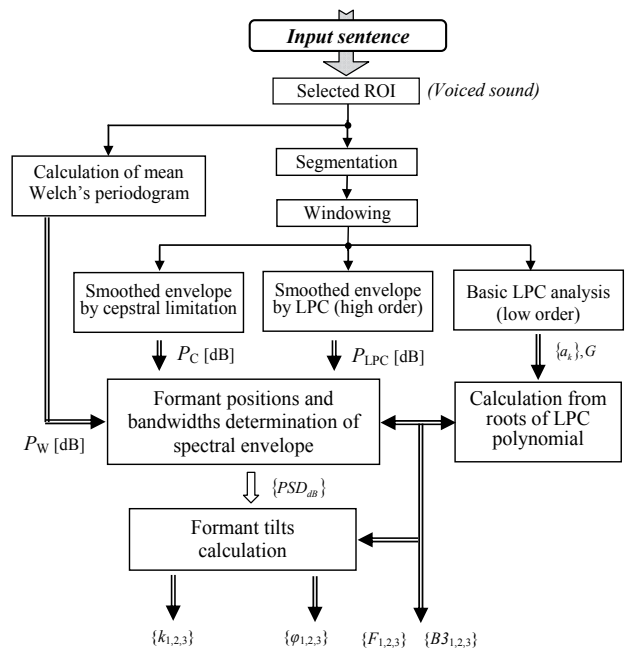 Input sentence
Selected ROI
(Voiced sound)
Calculation of mean
Welch's periodogram
Segmentation
Windowing
Smoothed envelope
by cepstral limitation
Smoothed envelope
by LPC (high order)
Basic LPC analysis
(low order)
P_C [dB]
P_LPC [dB]
{a_k}, G
Formant positions and
bandwidths determination of
spectral envelope
Calculation from
roots of LPC
polynomial
P_W [dB]
{PSD_dB}
Formant tilts
calculation
{k_1,2,3}
{φ_1,2,3}
{F_1,2,3}
{B3_1,2,3}